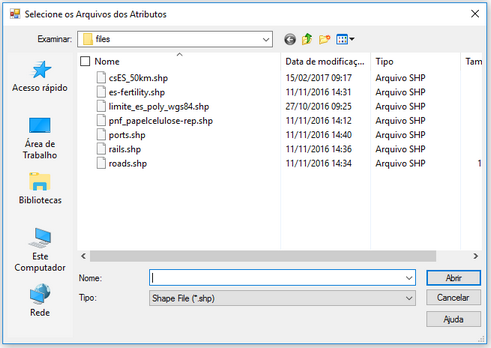 Selecione os Arquivos dos Atributos
Examinar: files
Nome Data de modificaç... Tipo Tam
csES_50km.shp 15/02/2017 09:17 Arquivo SHP
es-fertility.shp 11/11/2016 14:31 Arquivo SHP
limite_es_poly_wgs84.shp 27/10/2016 09:25 Arquivo SHP
pnf_papelcelulose-rep.shp 11/11/2016 14:12 Arquivo SHP
ports.shp 11/11/2016 14:40 Arquivo SHP
rails.shp 11/11/2016 14:36 Arquivo SHP
roads.shp 11/11/2016 14:34 Arquivo SHP 1
Acesso rápido
Área de
Trabalho
Bibliotecas
Este
Computador
Rede
Nome: Abrir
Tipo: Shape File (*.shp) Cancelar
Ajuda